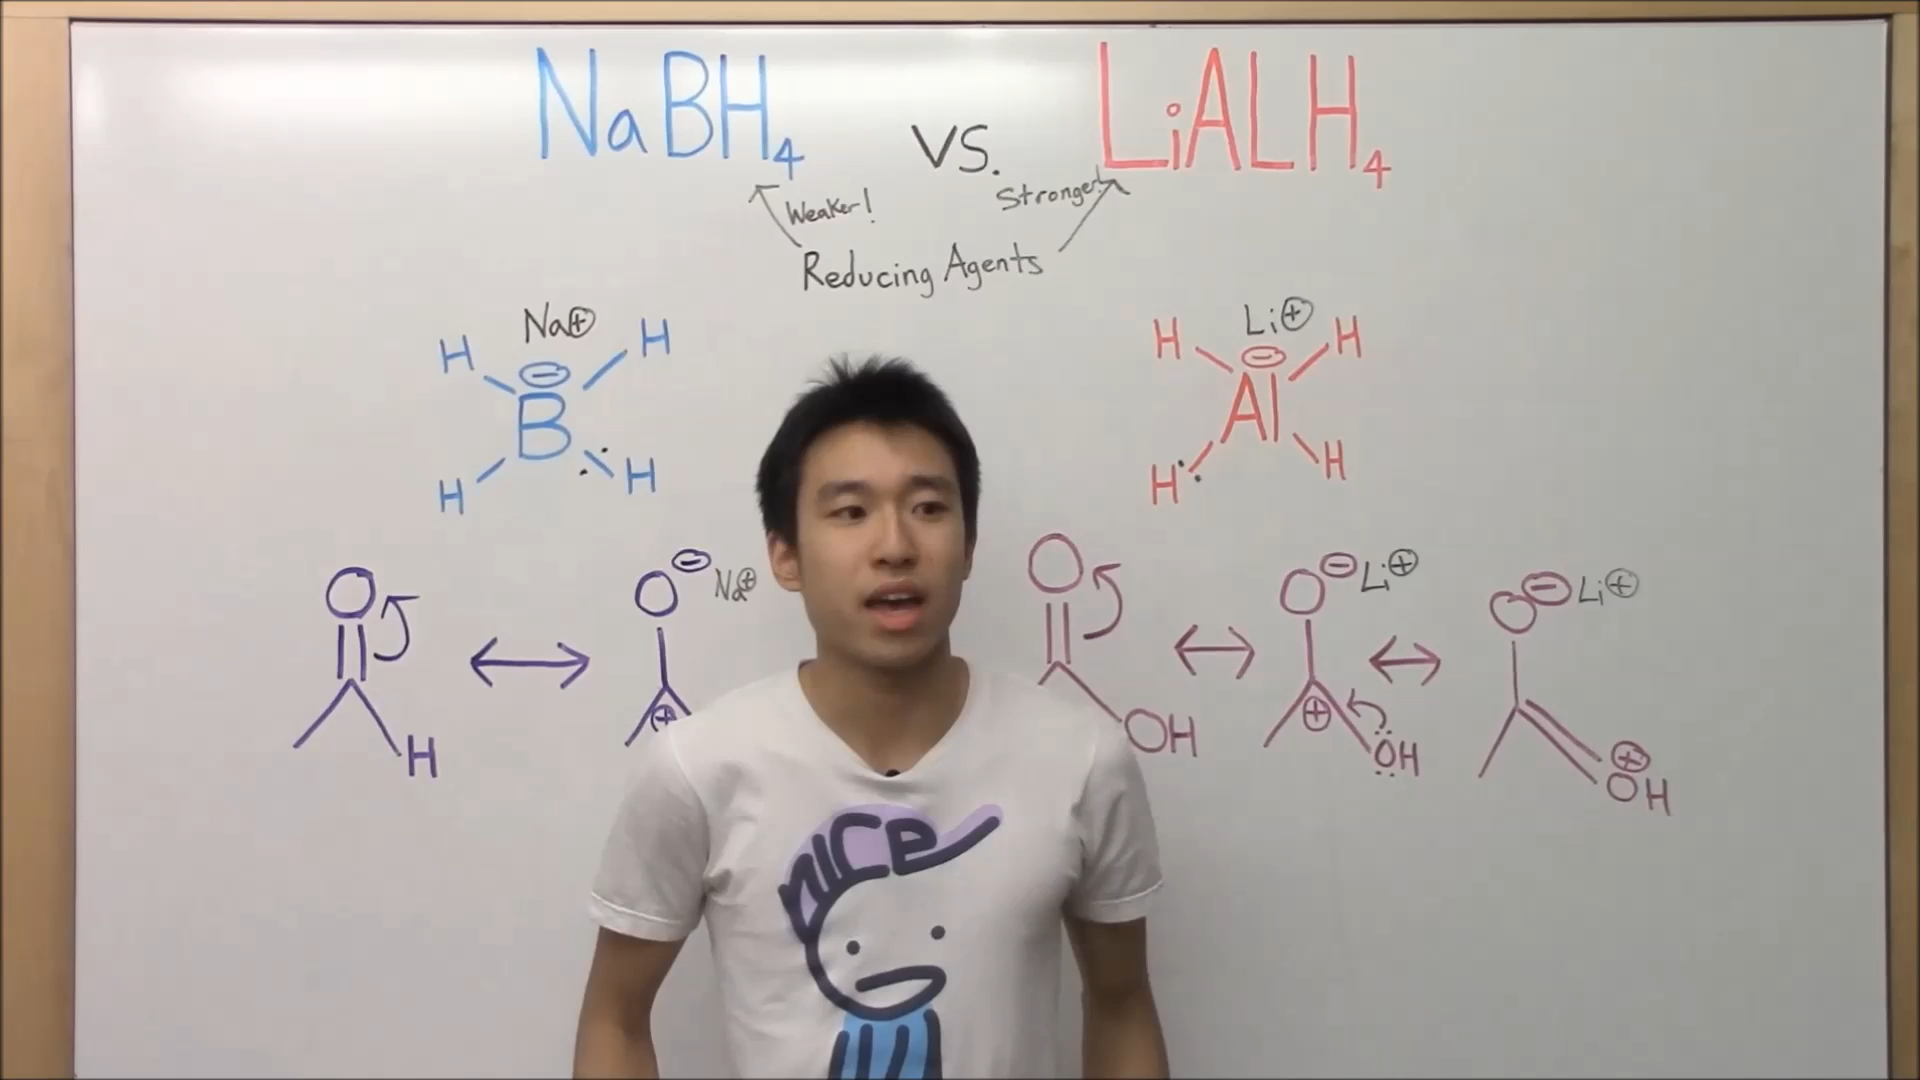 NaBH4 VS. LiALH4
Weaker! Stronger!
Reducing Agents
Na⊕ Li⊕
H ⊖ H H ⊖ H
B Al
H H H H
O O⊖ Na⊕ O O⊖ Li⊕ O⊖ Li⊕
⊕ ⊕ ⊕
H OH OH OH
nice